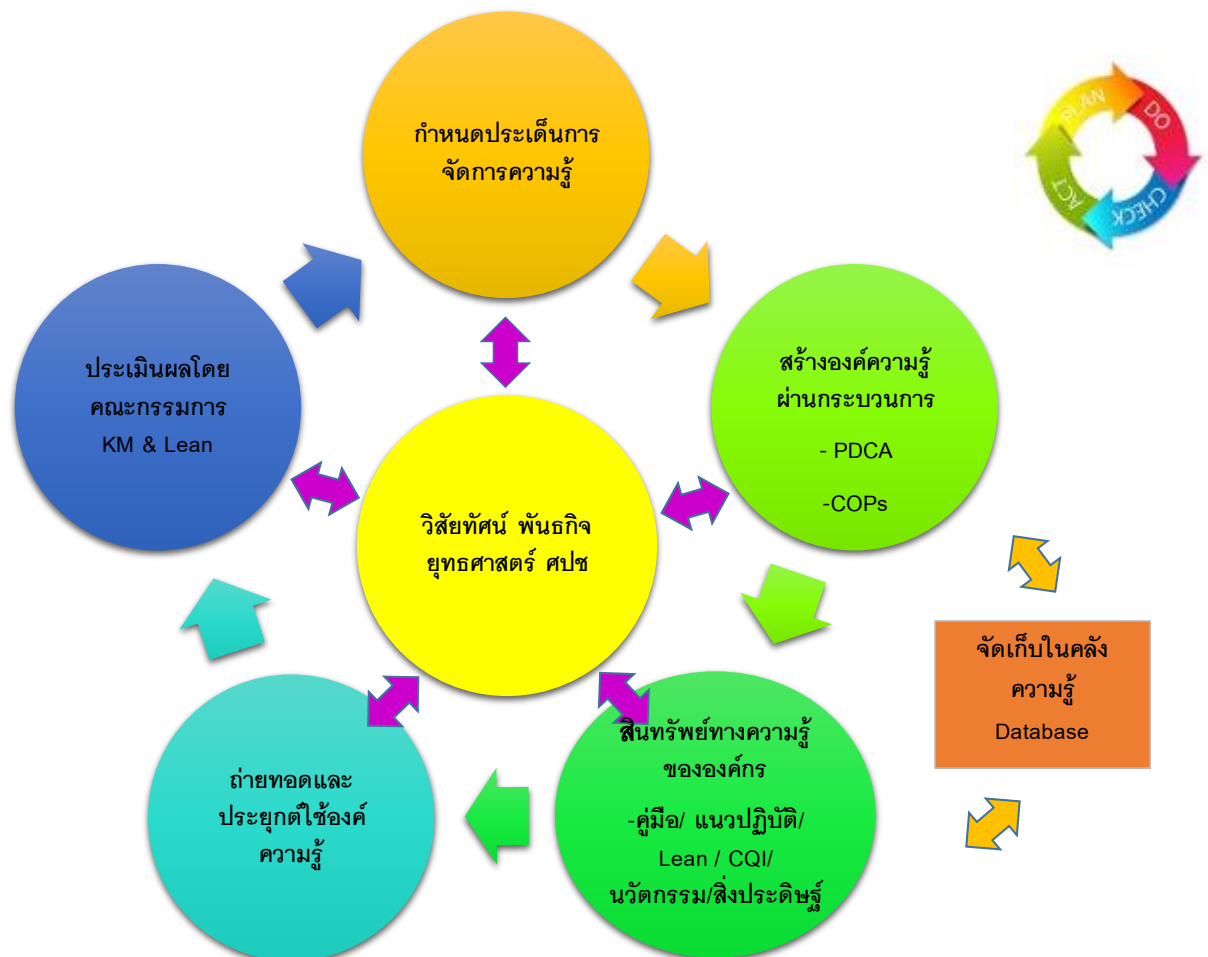 กำหนดประเด็นการ
จัดการความรู้
PLAN
DO
CHECK
ACT
สร้างองค์ความรู้
ผ่านกระบวนการ
- PDCA
-COPs
จัดเก็บในคลัง
ความรู้
Database
สินทรัพย์ทางความรู้
ขององค์กร
-คู่มือ/ แนวปฏิบัติ/
Lean / CQI/
นวัตกรรม/สิ่งประดิษฐ์
ถ่ายทอดและ
ประยุกต์ใช้องค์
ความรู้
ประเมินผลโดย
คณะกรรมการ
KM & Lean
วิสัยทัศน์ พันธกิจ
ยุทธศาสตร์ ศปช